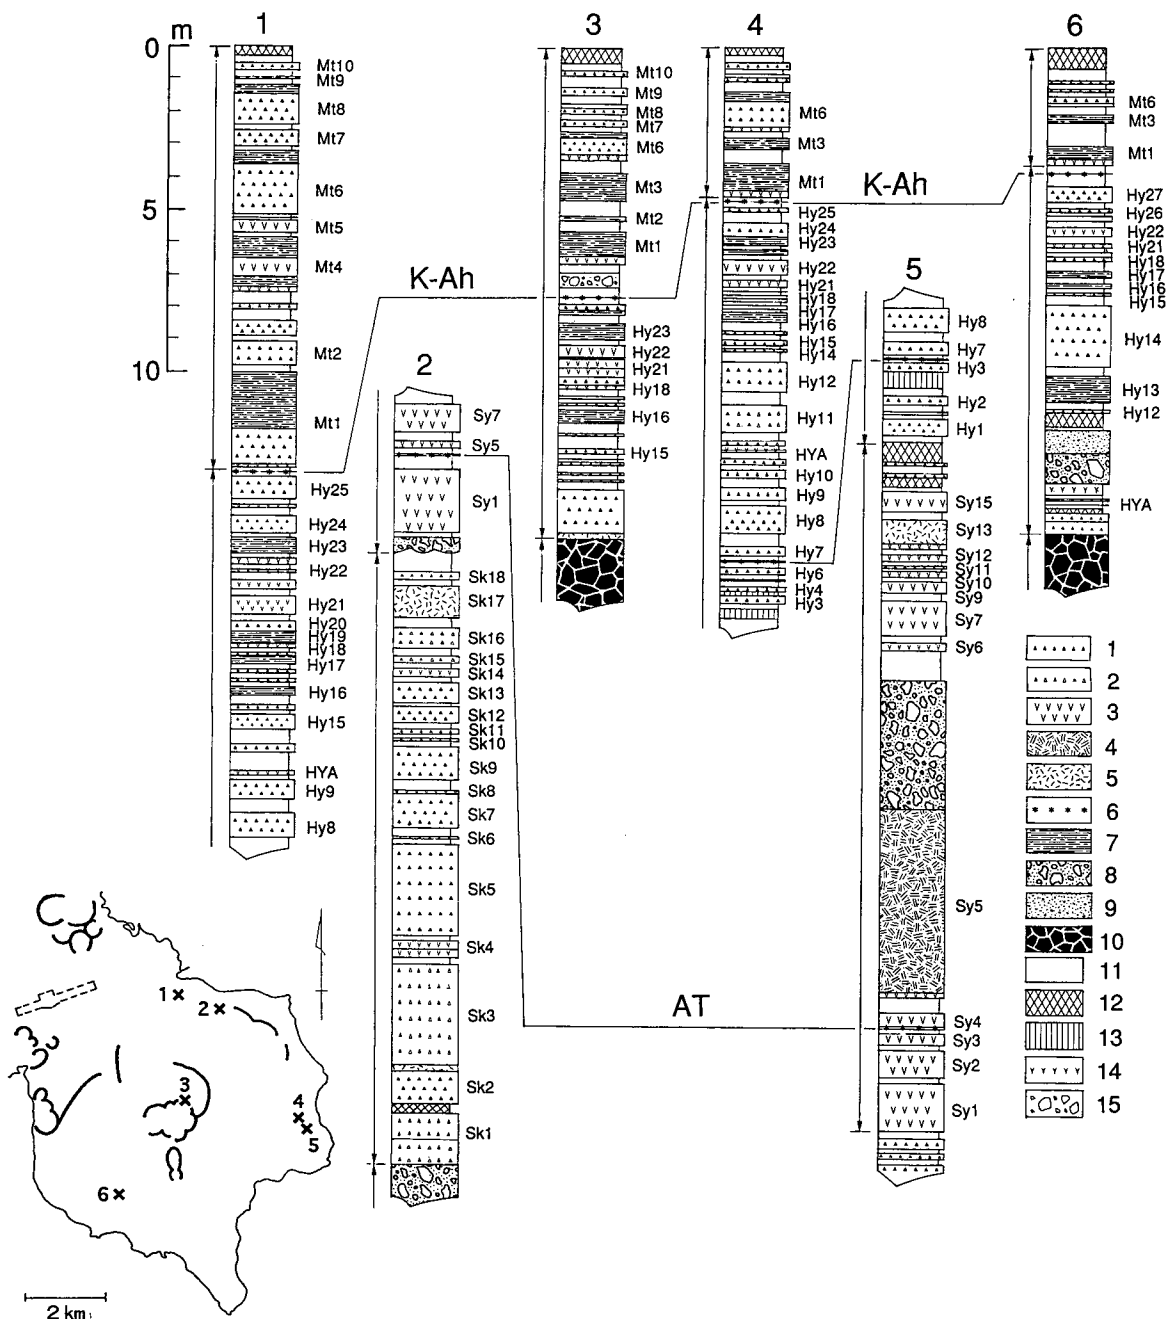 1
3
4
6
0 m
5
10
Mt10
Mt9
Mt8
Mt7
Mt6
Mt5
Mt4
Mt2
Mt1
Hy25
Hy24
Hy23
Hy22
Hy21
Hy20
Hy19
Hy18
Hy17
Hy16
Hy15
HYA
Hy9
Hy8
K-Ah
2
Sy7
Sy5
Sy1
Sk18
Sk17
Sk16
Sk15
Sk14
Sk13
Sk12
Sk11
Sk10
Sk9
Sk8
Sk7
Sk6
Sk5
Sk4
Sk3
Sk2
Sk1
Mt10
Mt9
Mt8
Mt7
Mt6
Mt3
Mt2
Mt1
Hy23
Hy22
Hy21
Hy18
Hy16
Hy15
Mt6
Mt3
Mt1
Hy25
Hy24
Hy23
Hy22
Hy21
Hy18
Hy17
Hy16
Hy15
Hy14
Hy12
Hy11
HYA
Hy10
Hy9
Hy8
Hy7
Hy6
Hy4
Hy3
K-Ah
5
Hy8
Hy7
Hy3
Hy2
Hy1
Sy15
Sy13
Sy12
Sy11
Sy10
Sy9
Sy7
Sy6
Sy5
Sy4
Sy3
Sy2
Sy1
AT
Mt6
Mt3
Mt1
Hy27
Hy26
Hy22
Hy21
Hy18
Hy17
Hy16
Hy15
Hy14
Hy13
Hy12
HYA
1
2
3
4
5
6
7
8
9
10
11
12
13
14
15
1
2
3
4
5
6
2 km